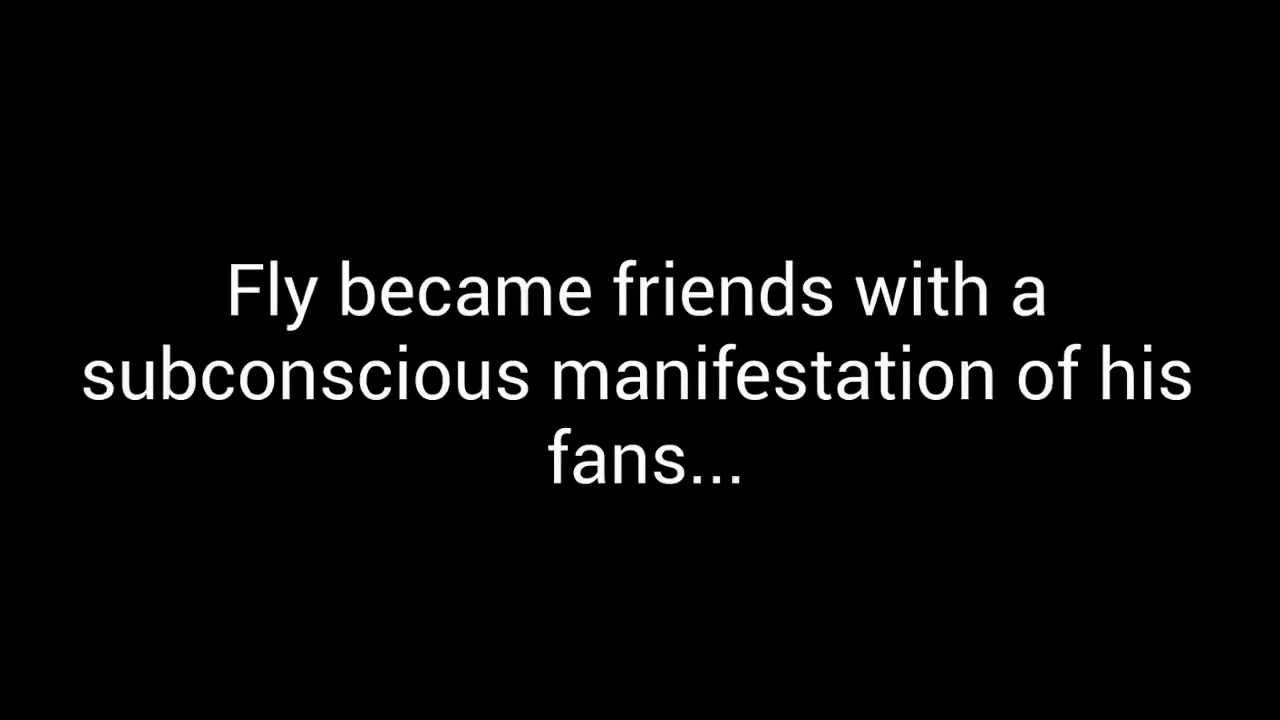 Fly became friends with a
subconscious manifestation of his
fans...